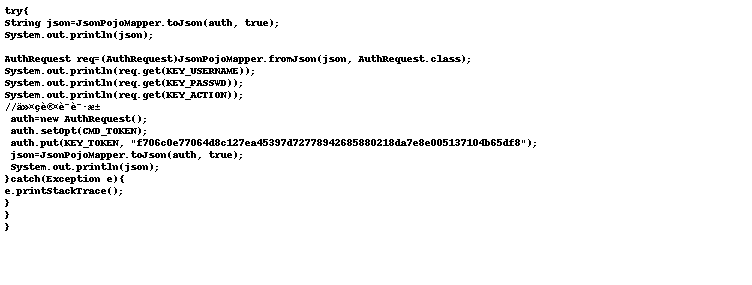 try{
String json=JsonPojoMapper.toJson(auth, true);
System.out.println(json);
AuthRequest req=(AuthRequest)JsonPojoMapper.fromJson(json, AuthRequest.class);
System.out.println(req.get(KEY_USERNAME));
System.out.println(req.get(KEY_PASSWD));
System.out.println(req.get(KEY_ACTION));
//
auth=new AuthRequest();
auth.setOpt(CMD_TOKEN);
auth.put(KEY_TOKEN, "f706c0e77064d8c127ea45397d72778942685880218da7e8e005137104b65df8");
json=JsonPojoMapper.toJson(auth, true);
System.out.println(json);
}catch(Exception e){
e.printStackTrace();
}
}
}